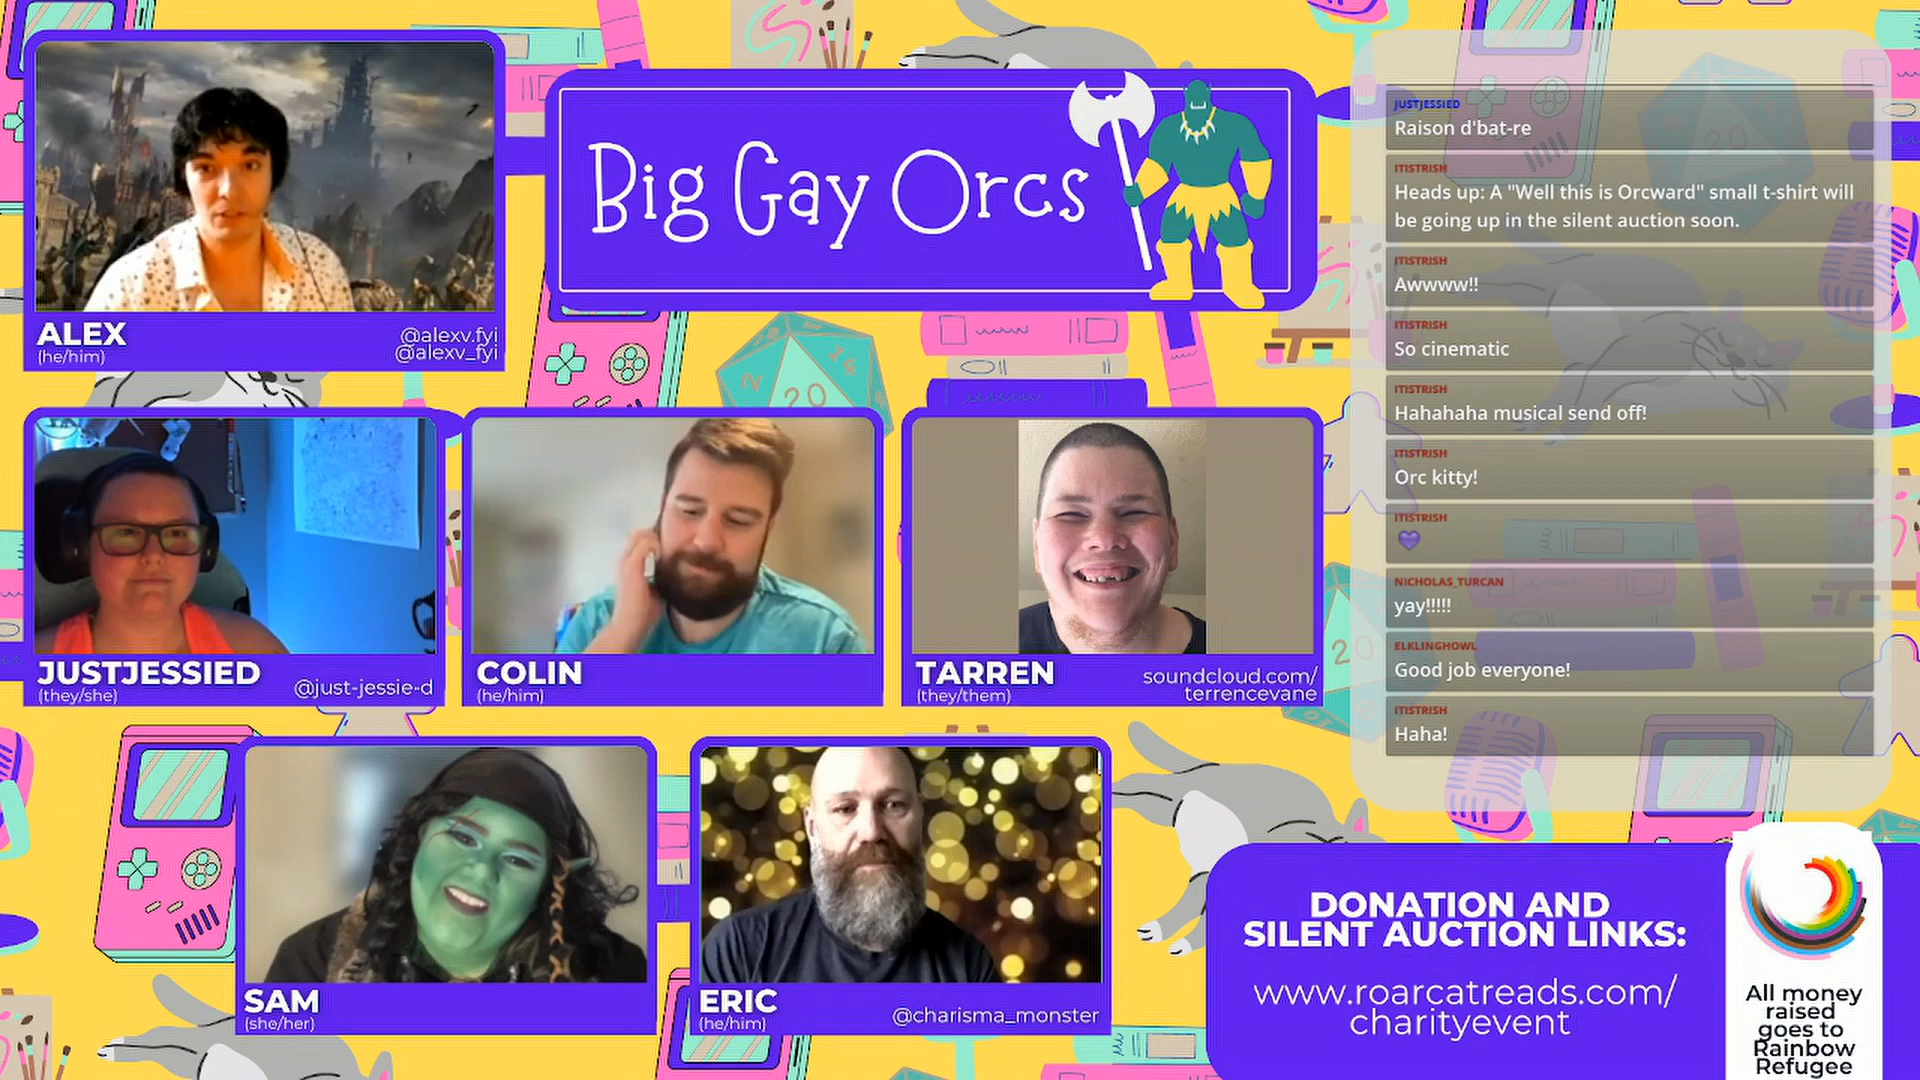 ALEX
(he/him)
@alexv.fyi
@alexv_fyi
Big Gay Orcs
JUSTJESSIED
(they/she)
@just-jessie-d
COLIN
(he/him)
TARREN
(they/them)
soundcloud.com/
terrencevane
SAM
(she/her)
ERIC
(he/him)
@charisma_monster
JUSTJESSIED
Raison d'bat-re
ITISTRISH
Heads up: A "Well this is Orcward" small t-shirt will
be going up in the silent auction soon.
ITISTRISH
Awwww!!
ITISTRISH
So cinematic
ITISTRISH
Hahahaha musical send off!
ITISTRISH
Orc kitty!
ITISTRISH
💜
NICHOLAS_TURCAN
yay!!!!!
ELKLINGHOWL
Good job everyone!
ITISTRISH
Haha!
DONATION AND
SILENT AUCTION LINKS:
www.roarcatreads.com/
charityevent
All money
raised
goes to
Rainbow
Refugee
20
20
20